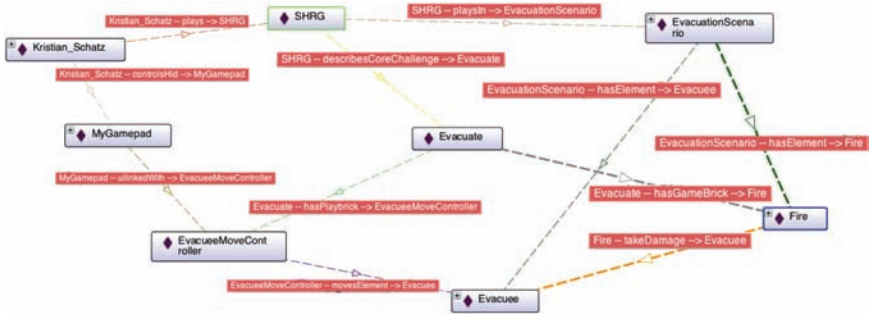 SHRG -- playsIn --> EvacuationScenario
SHRG
Kristian_Schatz -- plays --> SHRG
EvacuationScena
rio
Kristian_Schatz
SHRG -- describesCoreChallenge --> Evacuate
Kristian_Schatz -- controlsHid --> MyGamepad
EvacuationScenario -- hasElement --> Evacuee
MyGamepad
Evacuate
EvacuationScenario -- hasElement --> Fire
MyGamepad -- uilinkedWith --> EvacueeMoveController
Evacuate -- hasGameBrick --> Fire
Evacuate -- hasPlaybrick --> EvacueeMoveController
Fire
EvacueeMoveCont
roller
Fire -- takeDamage --> Evacuee
EvacueeMoveController -- movesElement --> Evacuee
Evacuee